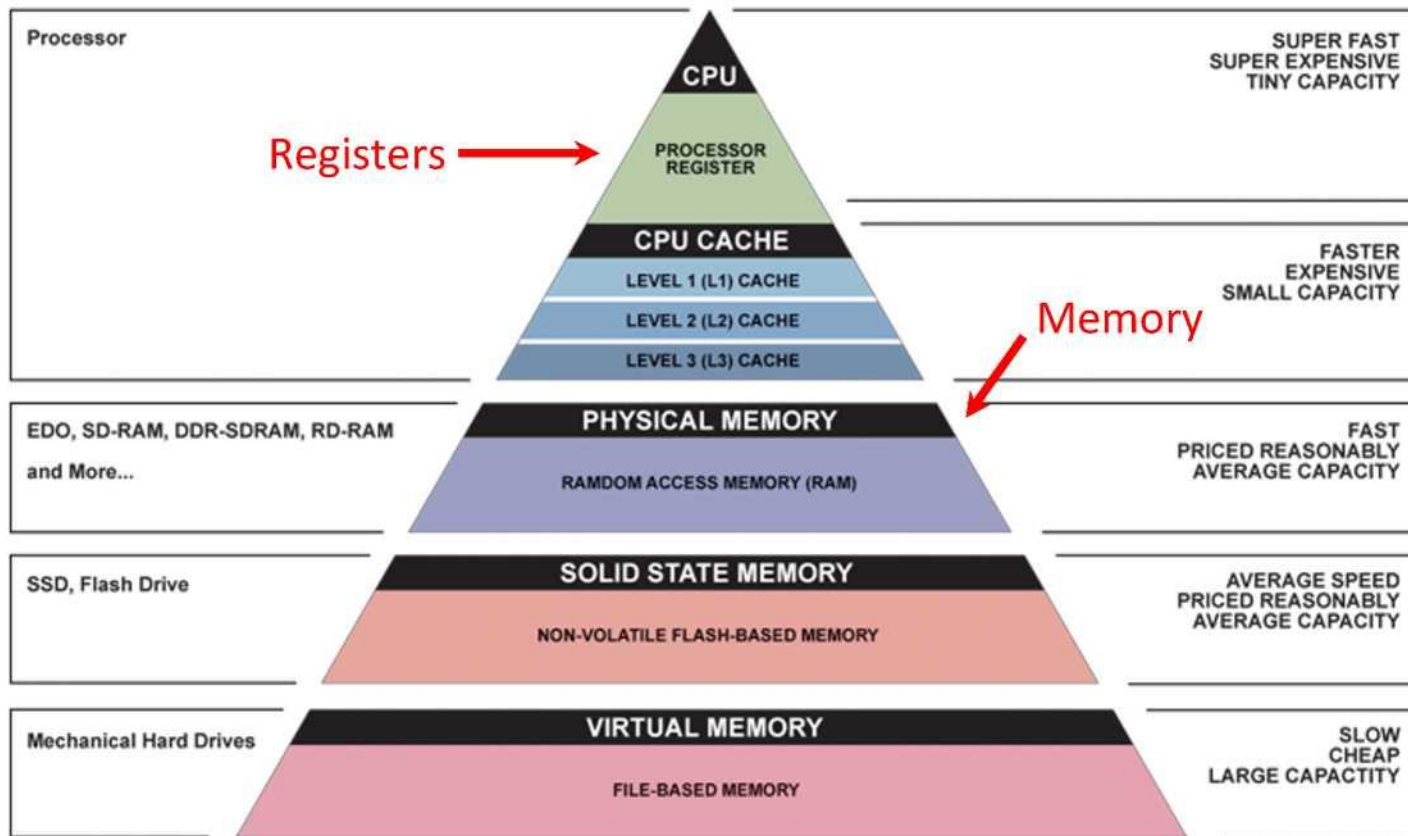 Processor
CPU
SUPER FAST
SUPER EXPENSIVE
TINY CAPACITY
Registers
PROCESSOR
REGISTER
CPU CACHE
LEVEL 1 (L1) CACHE
LEVEL 2 (L2) CACHE
LEVEL 3 (L3) CACHE
FASTER
EXPENSIVE
SMALL CAPACITY
Memory
EDO, SD-RAM, DDR-SDRAM, RD-RAM
and More...
PHYSICAL MEMORY
RAMDOM ACCESS MEMORY (RAM)
FAST
PRICED REASONABLY
AVERAGE CAPACITY
SSD, Flash Drive
SOLID STATE MEMORY
NON-VOLATILE FLASH-BASED MEMORY
AVERAGE SPEED
PRICED REASONABLY
AVERAGE CAPACITY
Mechanical Hard Drives
VIRTUAL MEMORY
FILE-BASED MEMORY
SLOW
CHEAP
LARGE CAPACTITY